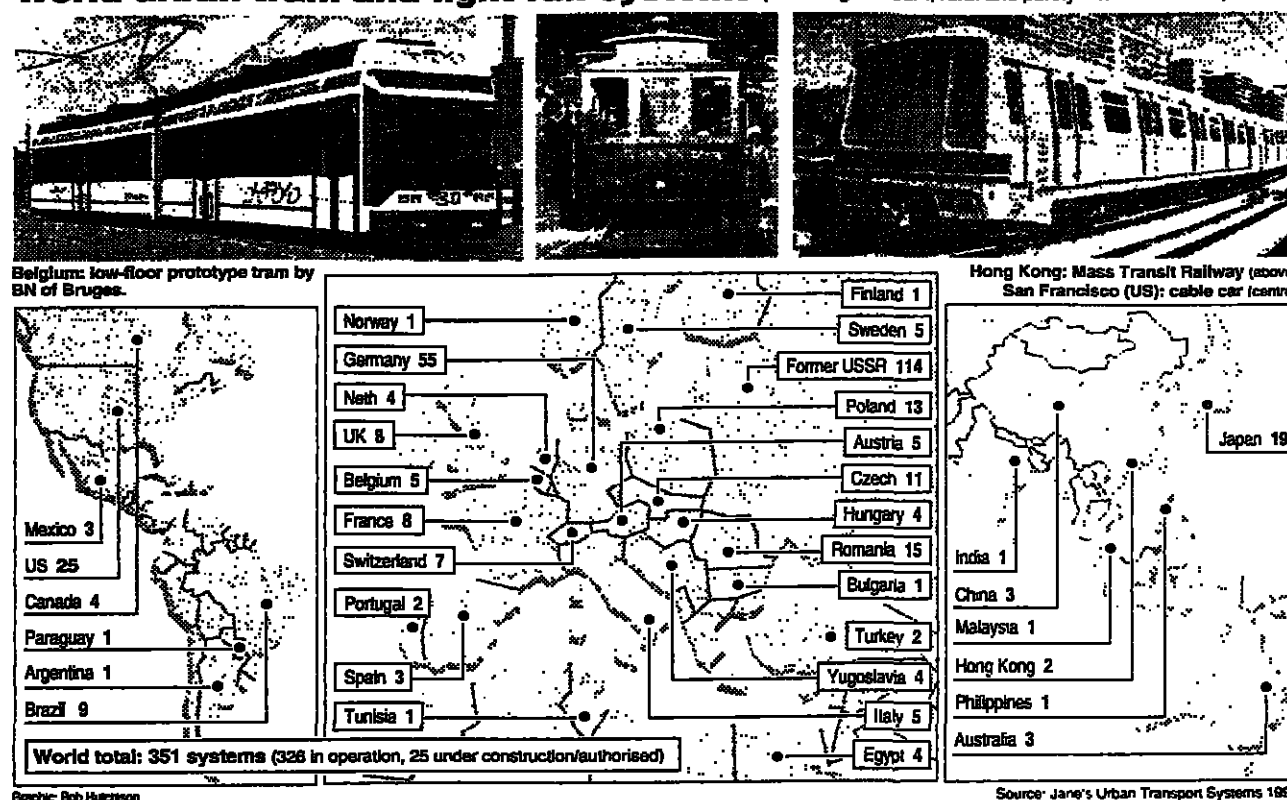 Belgium: low-floor prototype tram by
BN of Bruges.
Hong Kong: Mass Transit Railway (above
San Francisco (US): cable car (centre
Mexico 3
US 25
Canada 4
Paraguay 1
Argentina 1
Brazil 9
Norway 1
Germany 55
Neth 4
UK 8
Belgium 5
France 8
Switzerland 7
Portugal 2
Spain 3
Tunisia 1
Finland 1
Sweden 5
Former USSR 114
Poland 13
Austria 5
Czech 11
Hungary 4
Romania 15
Bulgaria 1
Turkey 2
Yugoslavia 4
Italy 5
Egypt 4
Japan 19
India 1
China 3
Malaysia 1
Hong Kong 2
Philippines 1
Australia 3
World total: 351 systems (326 in operation, 25 under construction/authorised)
Graphic: Bob Hutchison
Source: Jane's Urban Transport Systems